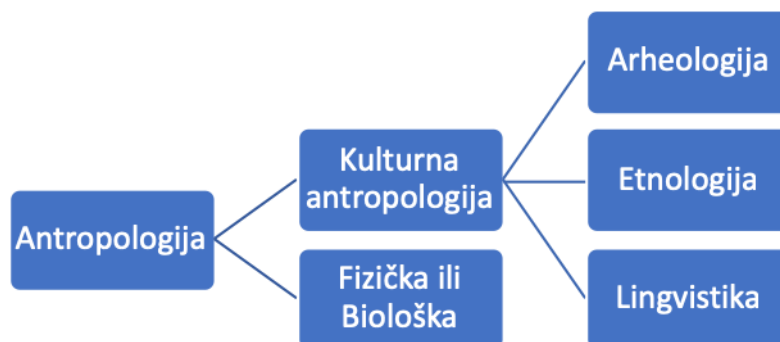 Antropologija
Kulturna
antropologija
Fizička ili
Biološka
Arheologija
Etnologija
Lingvistika